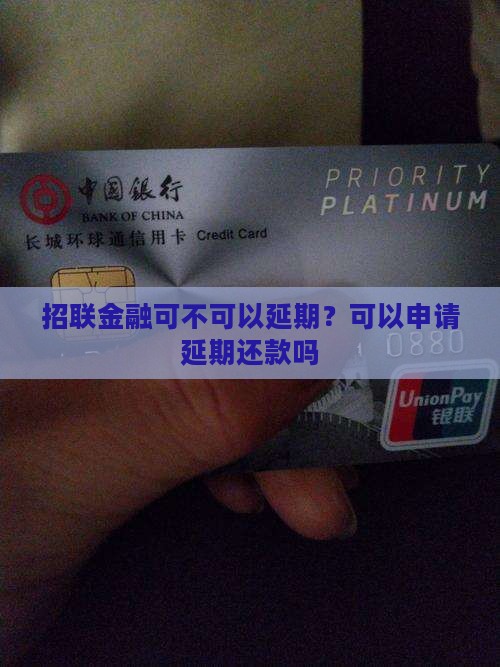 中國銀行
BANK OF CHINA
长城环球通信用卡 Credit Card
PRIORITY
PLATINUM
招联金融可不可以延期？可以申请
延期还款吗
0880
UnionPay
银联